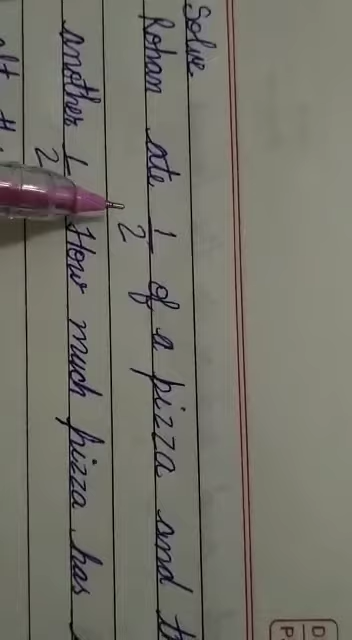 Solve.
Rohan ate 1/2 of a pizza and
another 1/2. How much pizza has